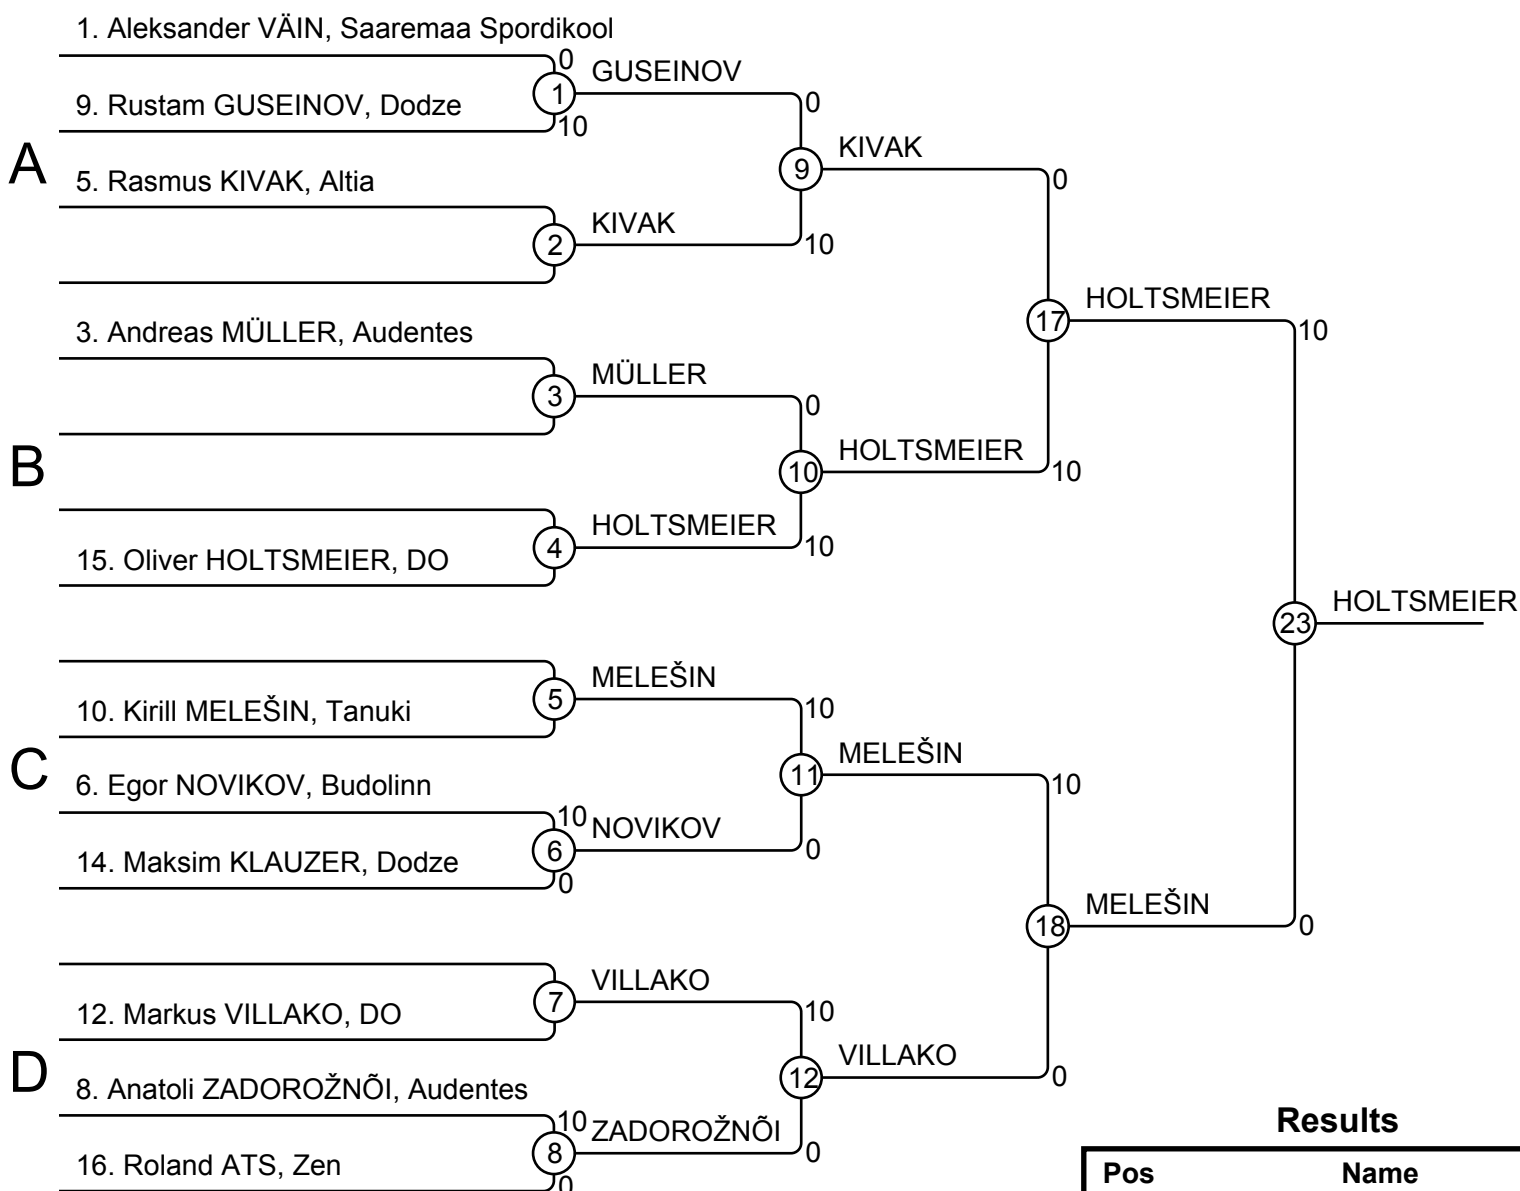 1. Aleksander VÄIN, Saaremaa Spordikool
0
1
GUSEINOV
9. Rustam GUSEINOV, Dodze
10
A
5. Rasmus KIVAK, Altia
2
KIVAK
0
9
KIVAK
10
3. Andreas MÜLLER, Audentes
3
MÜLLER
B
4
HOLTSMEIER
15. Oliver HOLTSMEIER, DO
0
10
HOLTSMEIER
10
0
17
HOLTSMEIER
10
10. Kirill MELEŠIN, Tanuki
5
MELEŠIN
C
6. Egor NOVIKOV, Budolinn
10
6
NOVIKOV
14. Maksim KLAUZER, Dodze
0
10
11
MELEŠIN
0
12. Markus VILLAKO, DO
7
VILLAKO
D
8. Anatoli ZADOROŽNÕI, Audentes
10
8
ZADOROŽNÕI
16. Roland ATS, Zen
0
10
12
VILLAKO
0
10
18
MELEŠIN
0
10
23
HOLTSMEIER
0
Results
Pos Name